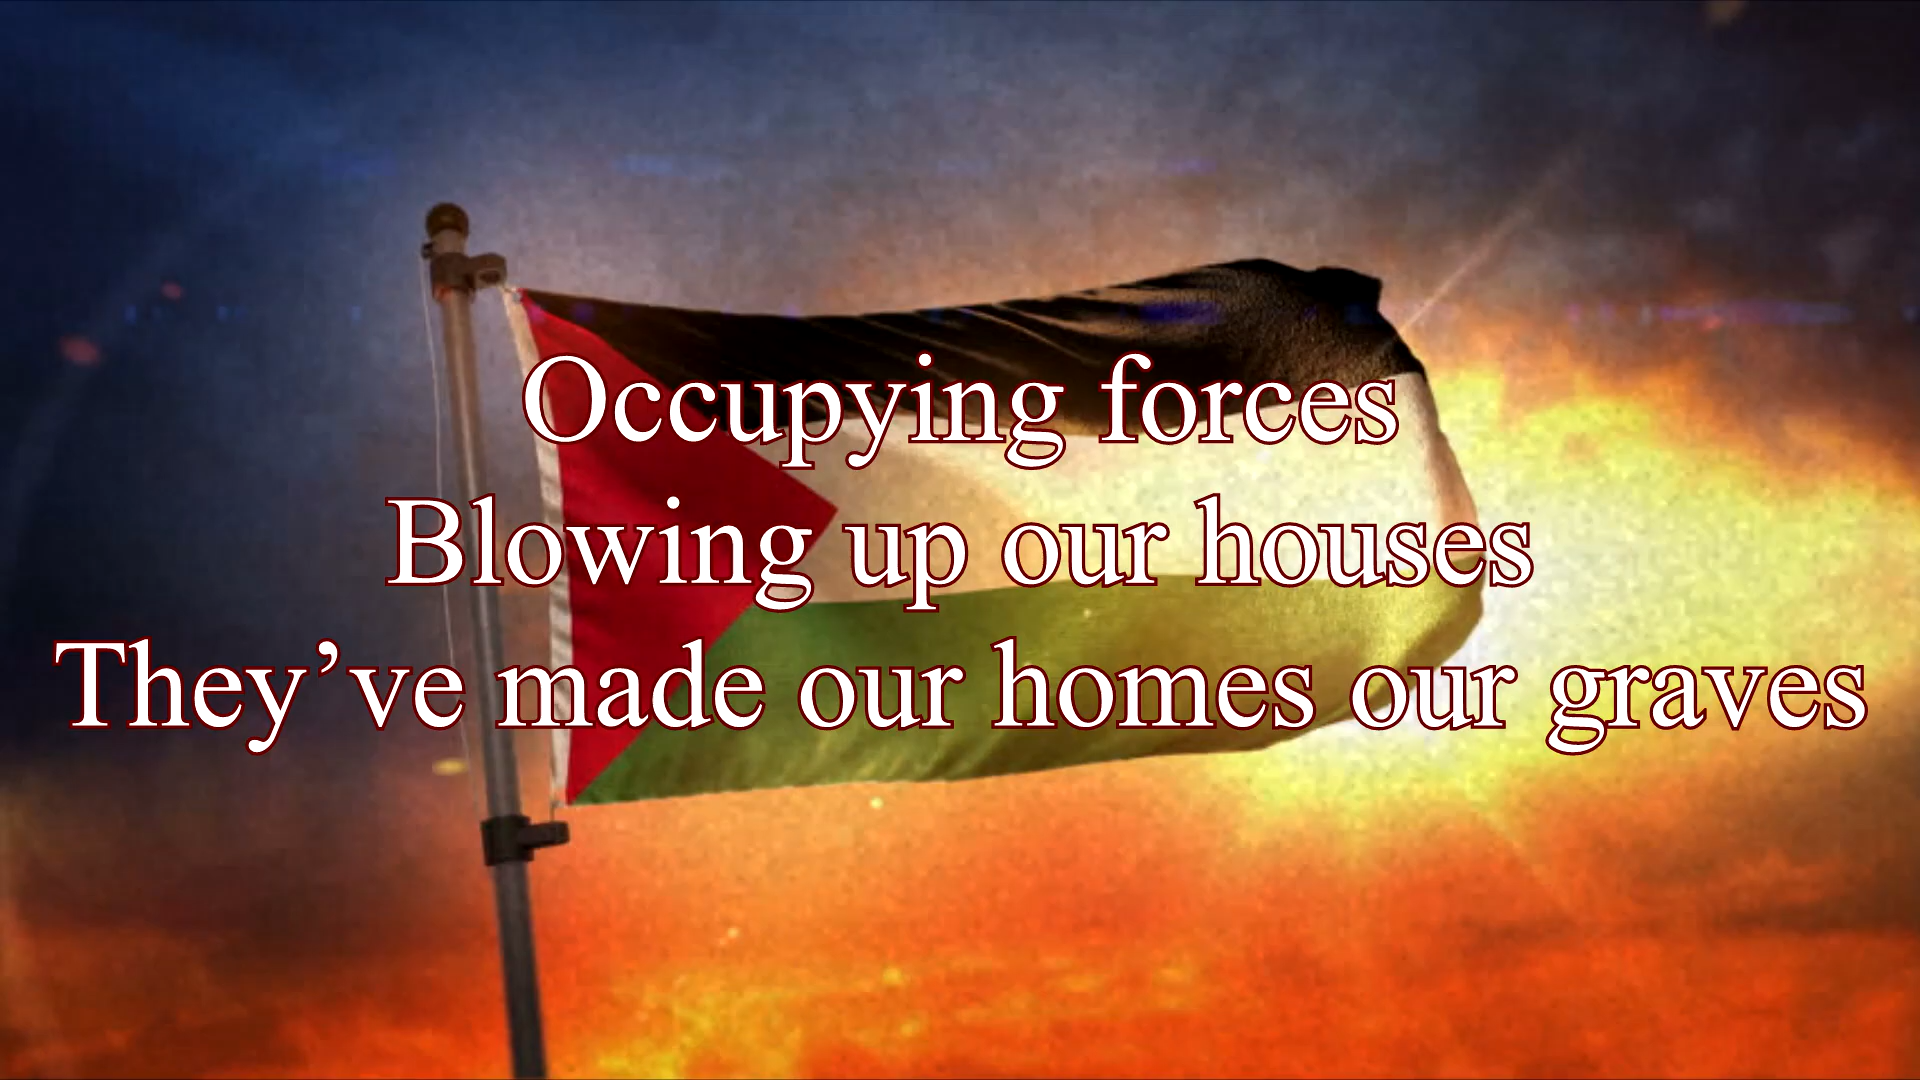 Occupying forces
Blowing up our houses
They’ve made our homes our graves